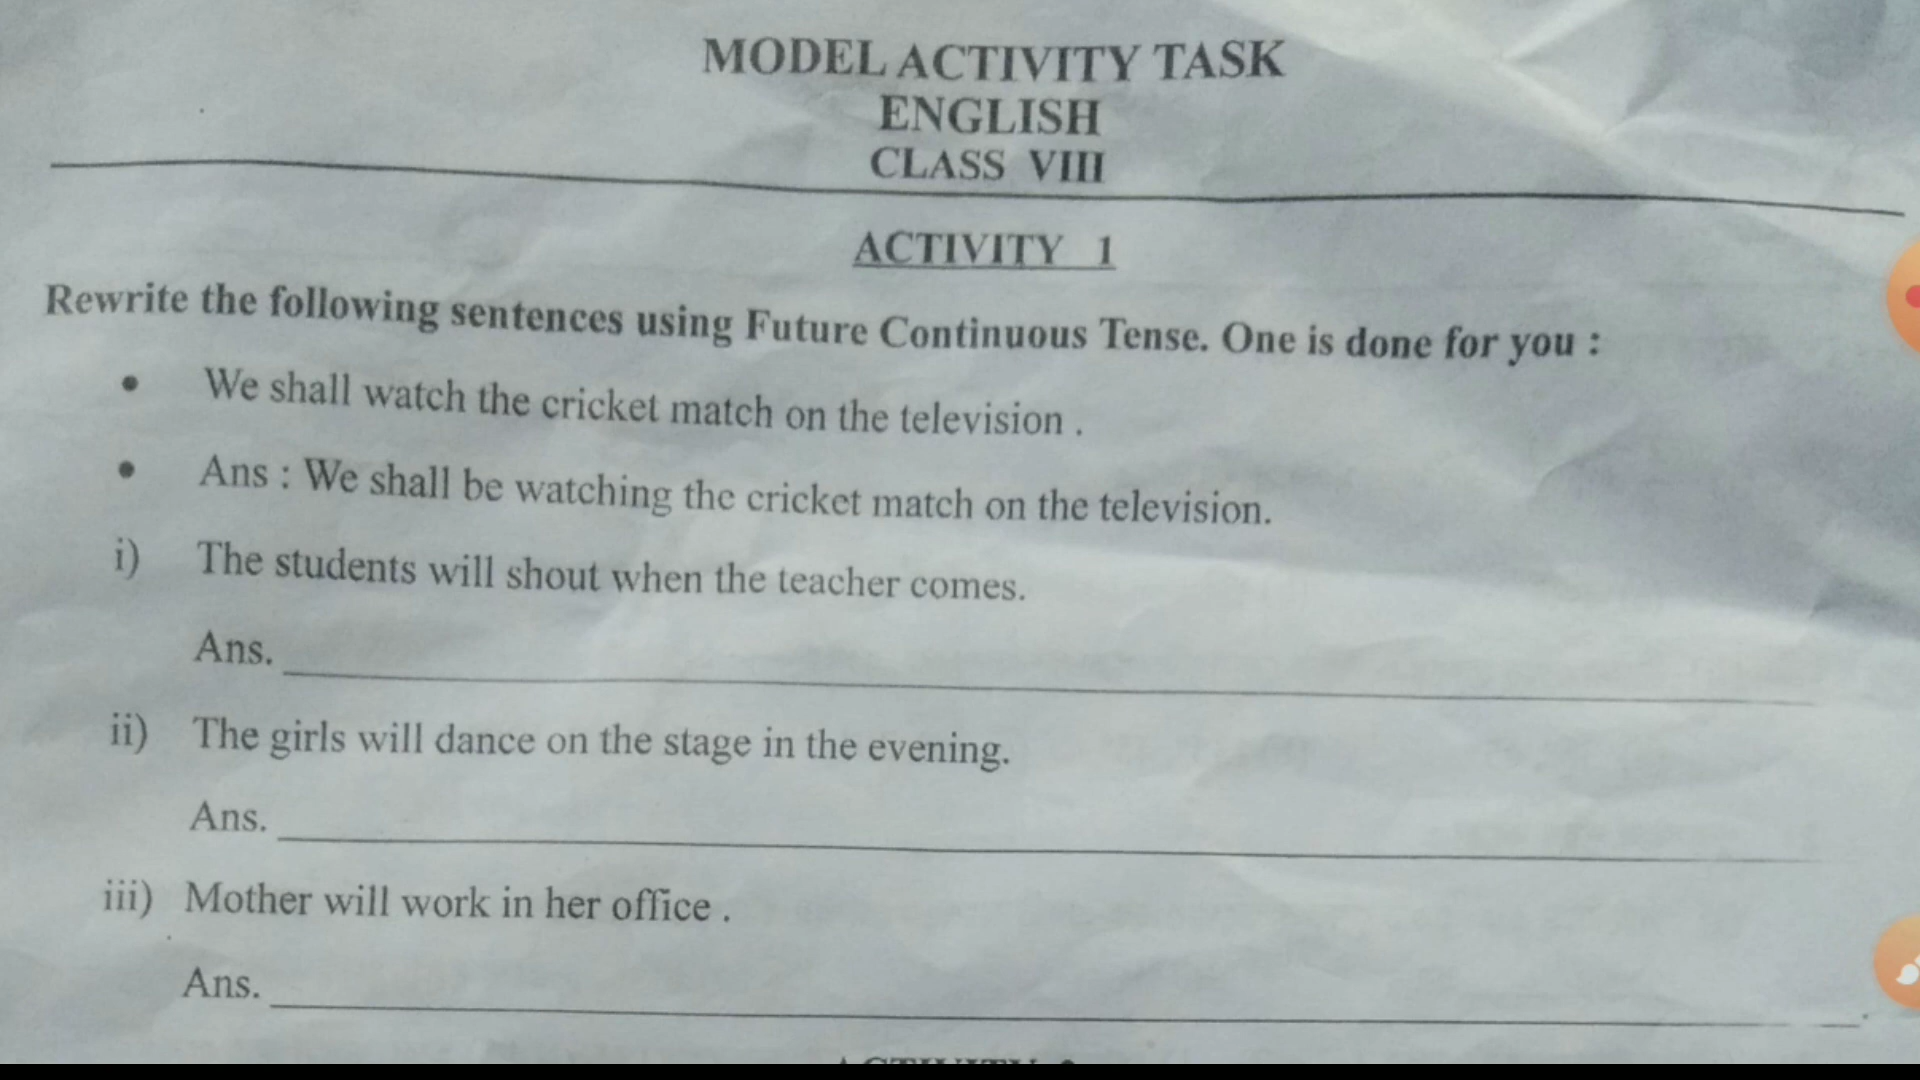 MODEL ACTIVITY TASK
ENGLISH
CLASS VIII
ACTIVITY 1
Rewrite the following sentences using Future Continuous Tense. One is done for you :
• We shall watch the cricket match on the television .
• Ans : We shall be watching the cricket match on the television.
i) The students will shout when the teacher comes.
Ans.
ii) The girls will dance on the stage in the evening.
Ans.
iii) Mother will work in her office .
Ans.